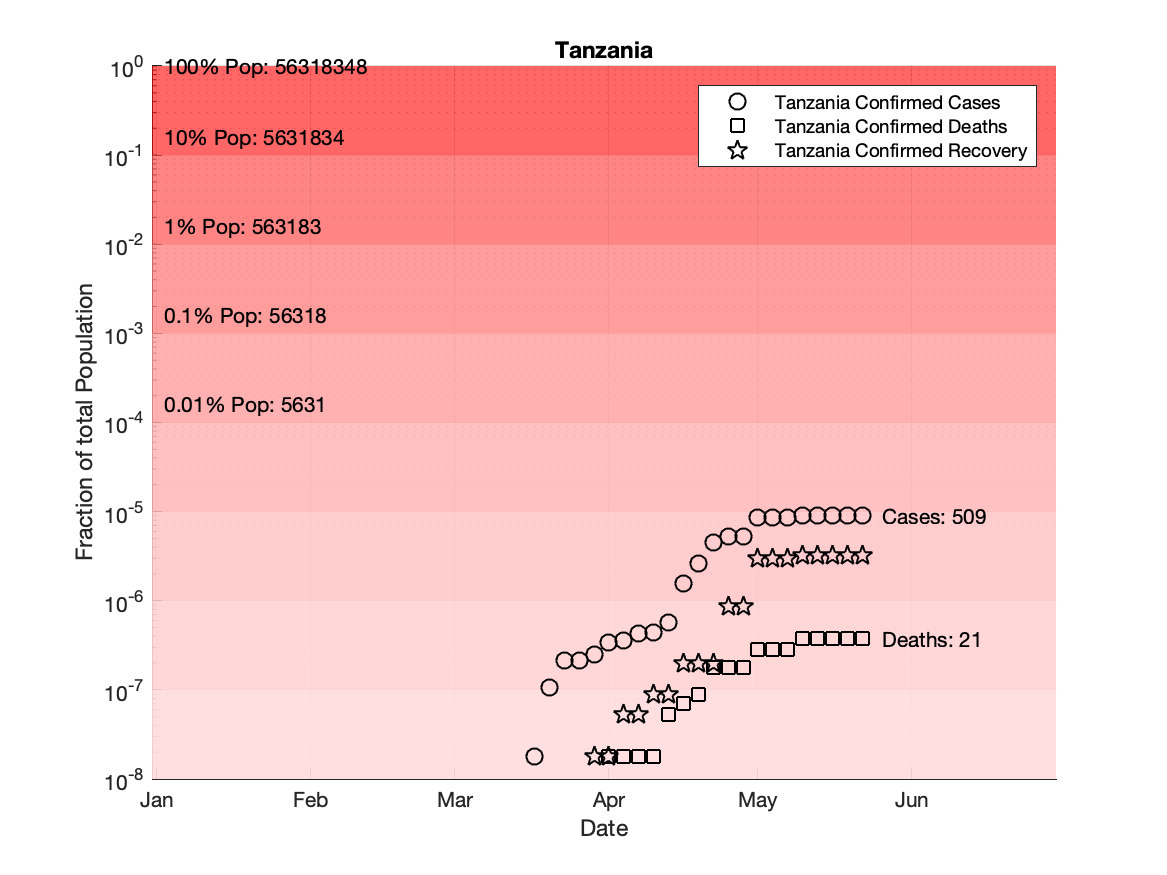 Tanzania
10^0
100% Pop: 56318348
Tanzania Confirmed Cases
Tanzania Confirmed Deaths
Tanzania Confirmed Recovery
10% Pop: 5631834
10^-1
1% Pop: 563183
10^-2
0.1% Pop: 56318
10^-3
0.01% Pop: 5631
10^-4
10^-5
Cases: 509
10^-6
Deaths: 21
10^-7
10^-8
Fraction of total Population
Jan Feb Mar Apr May Jun
Date